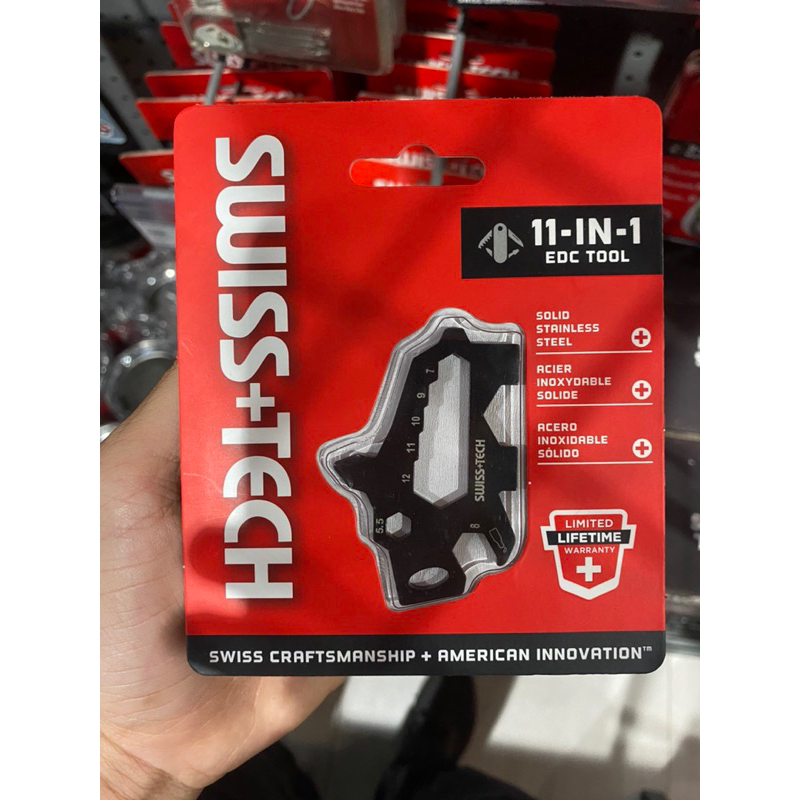 SWISS+TECH
11-IN-1
EDC TOOL
SOLID
STAINLESS
STEEL
ACIER
INOXYDABLE
SOLIDE
ACERO
INOXIDABLE
SÓLIDO
7
9
10
11
12
5.5
8
SWISS+TECH
LIMITED
LIFETIME
WARRANTY
SWISS CRAFTSMANSHIP + AMERICAN INNOVATION™